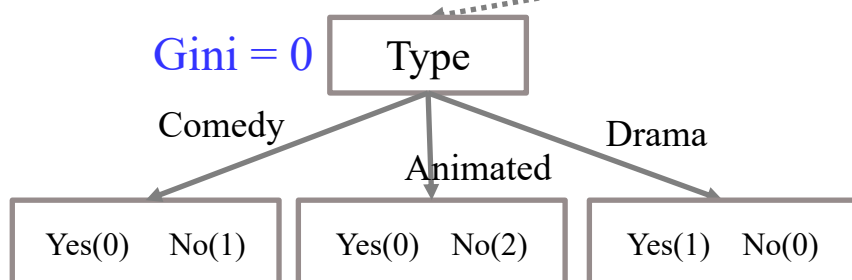 Gini = 0
Type
Comedy
Animated
Drama
Yes(0) No(1)
Yes(0) No(2)
Yes(1) No(0)